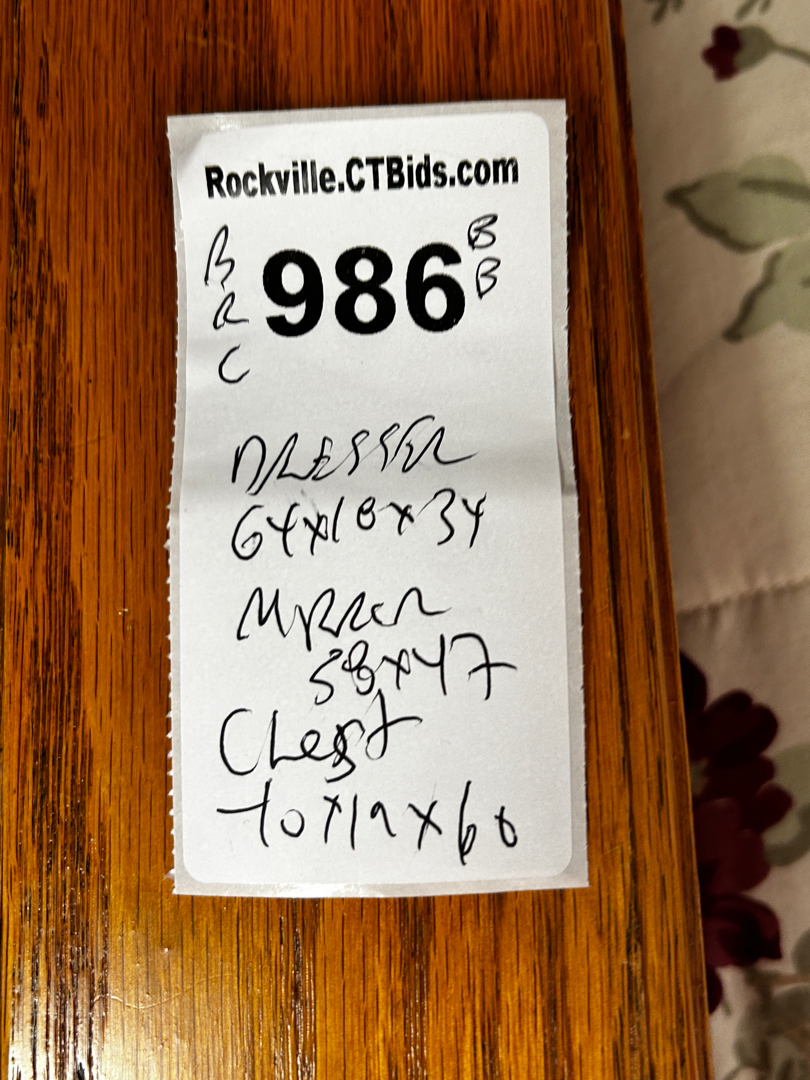 Rockville.CTBids.com
B
R
C
986
B
B
DRESSER
64x18x34
MIRROR
58x47
Chest
40x19x60